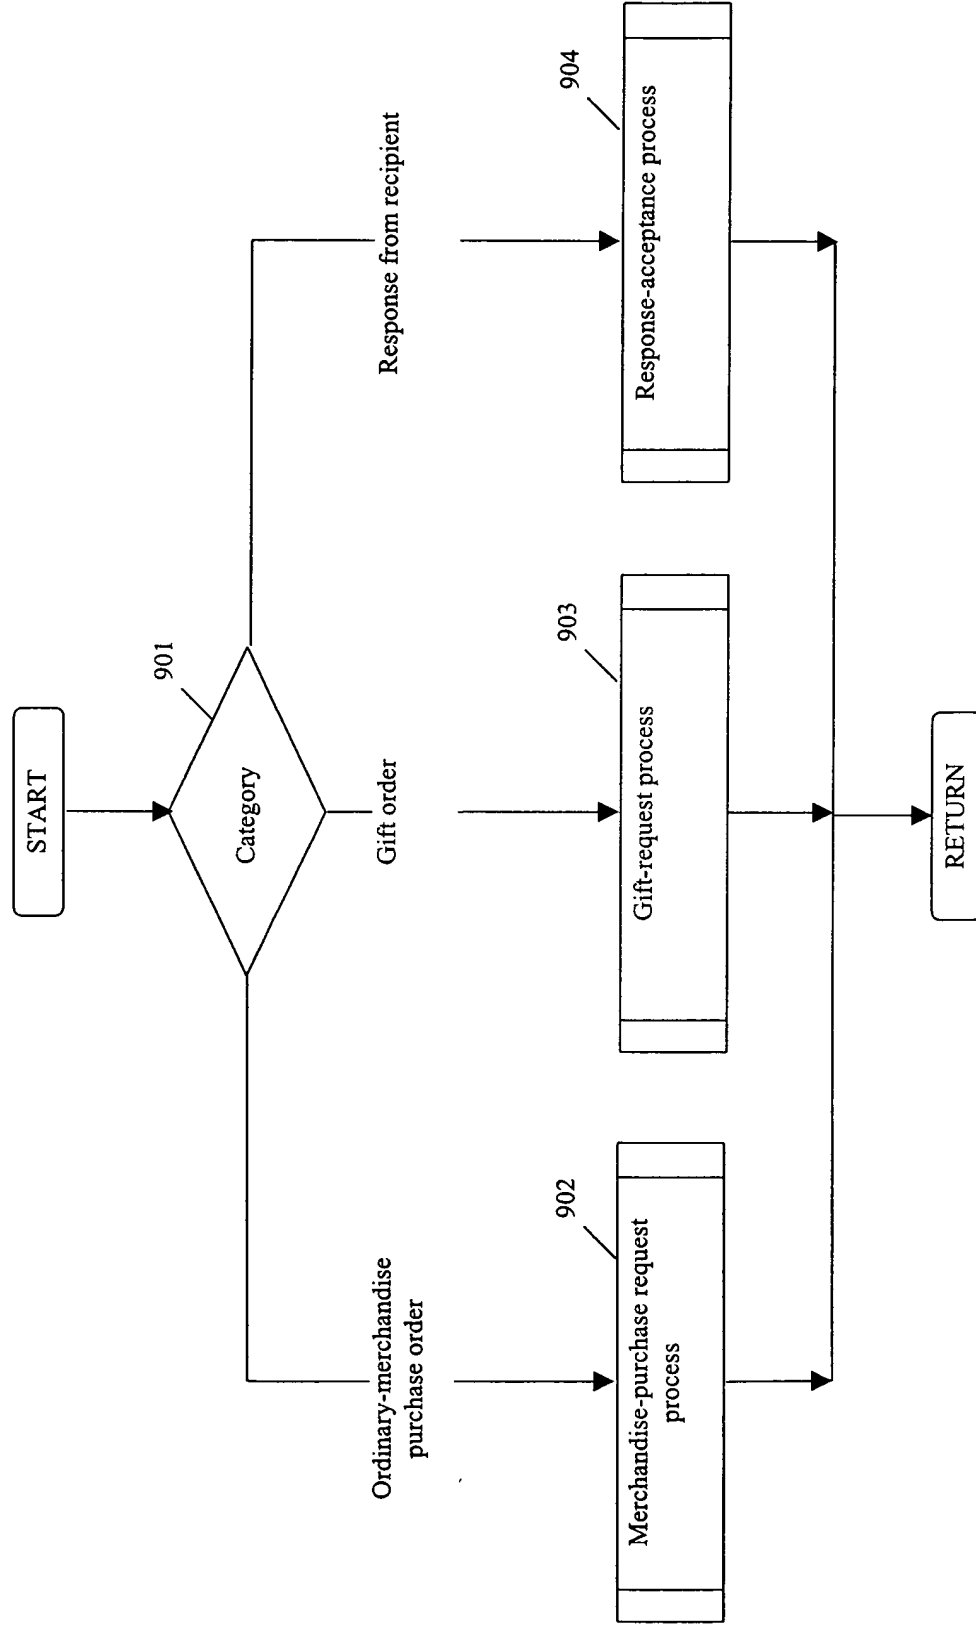 START
901
Category
Ordinary-merchandise
purchase order
Gift order
Response from recipient
902
Merchandise-purchase request
process
903
Gift-request process
904
Response-acceptance process
RETURN